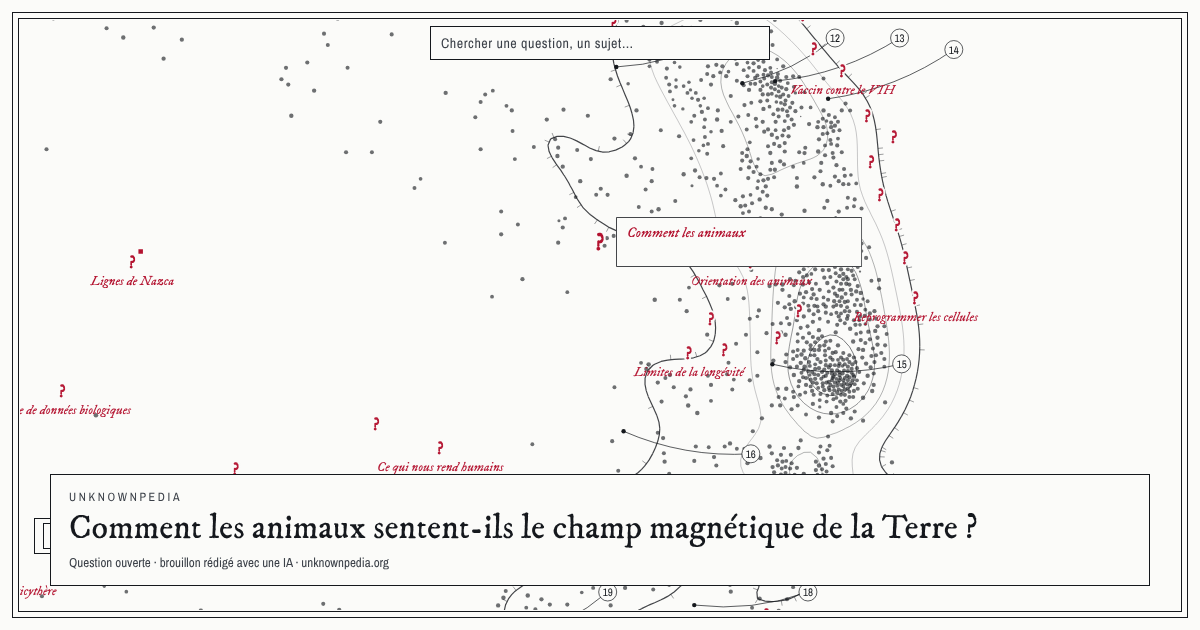 Chercher une question, un sujet...
12
13
14
Vaccin contre le VIH
Comment les animaux
Lignes de Nazca
Orientation des animaux
Reprogrammer les cellules
15
Limites de la longévité
e de données biologiques
16
Ce qui nous rend humains
UNKNOWNPEDIA
Comment les animaux sentent-ils le champ magnétique de la Terre ?
Question ouverte · brouillon rédigé avec une IA · unknownpedia.org
icythère
19
18